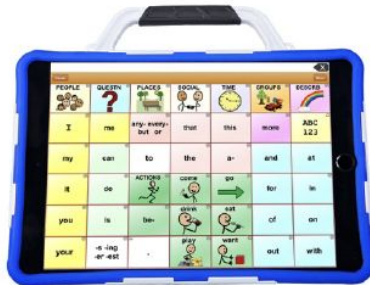 PEOPLE QUESTN. PLACES SOCIAL TIME GROUPS DESCRB
I me any- every- but or that this more ABC 123
my can to the a- and at
it do ACTIONS come go for in
you is be- drink eat of on
your -s -ing -er -est . play want out with